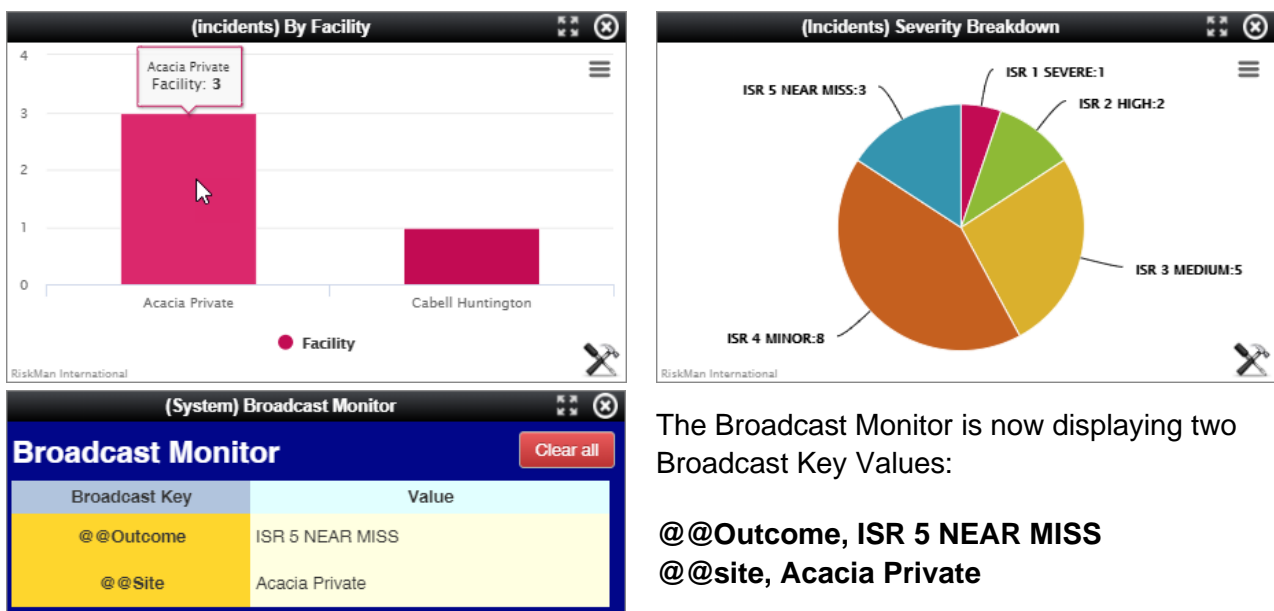 (incidents) By Facility
4
3
2
1
0
Acacia Private
Facility: 3
Acacia Private
Cabell Huntington
Facility
RiskMan International
(Incidents) Severity Breakdown
ISR 1 SEVERE:1
ISR 5 NEAR MISS:3
ISR 2 HIGH:2
ISR 3 MEDIUM:5
ISR 4 MINOR:8
RiskMan International
(System) Broadcast Monitor
Broadcast Monitor
Clear all
Broadcast Key Value
@@Outcome ISR 5 NEAR MISS
@@Site Acacia Private
The Broadcast Monitor is now displaying two
Broadcast Key Values:
@@Outcome, ISR 5 NEAR MISS
@@site, Acacia Private